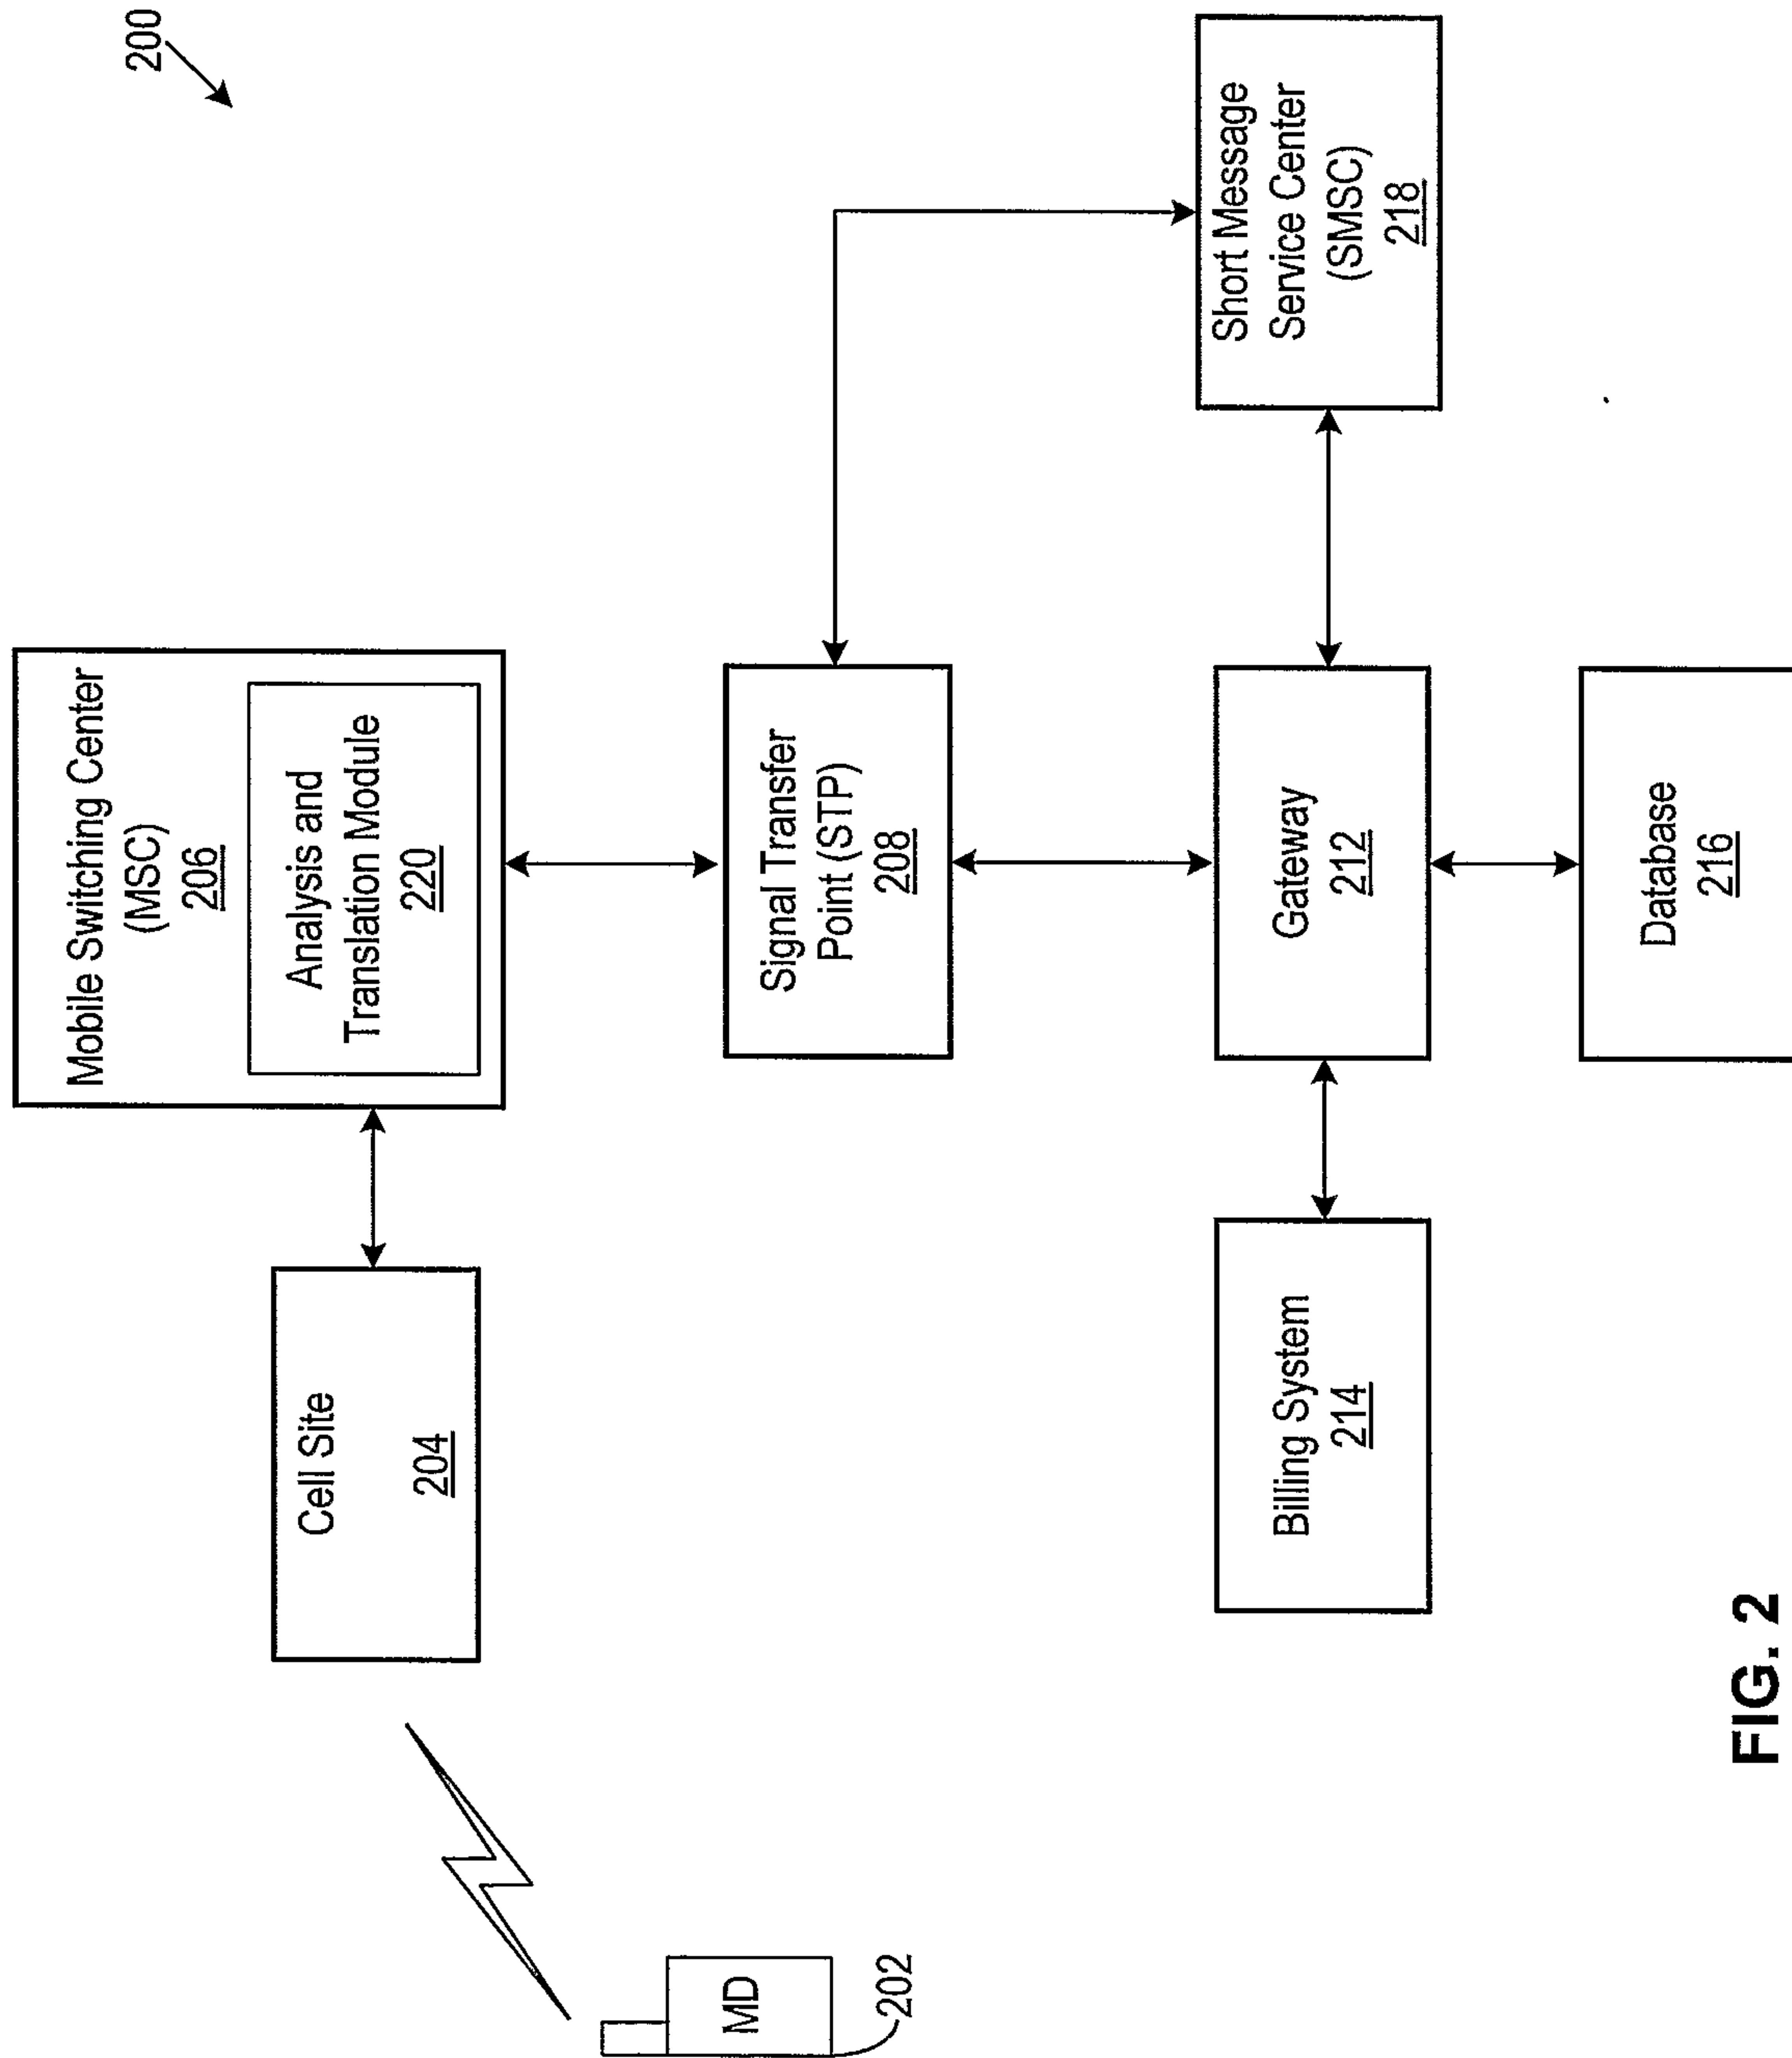 200
Mobile Switching Center
(MSC)
206
Analysis and
Translation Module
220
Cell Site
204
MD
202
Signal Transfer
Point (STP)
208
Short Message
Service Center
(SMSC)
218
Gateway
212
Billing System
214
Database
216
FIG. 2